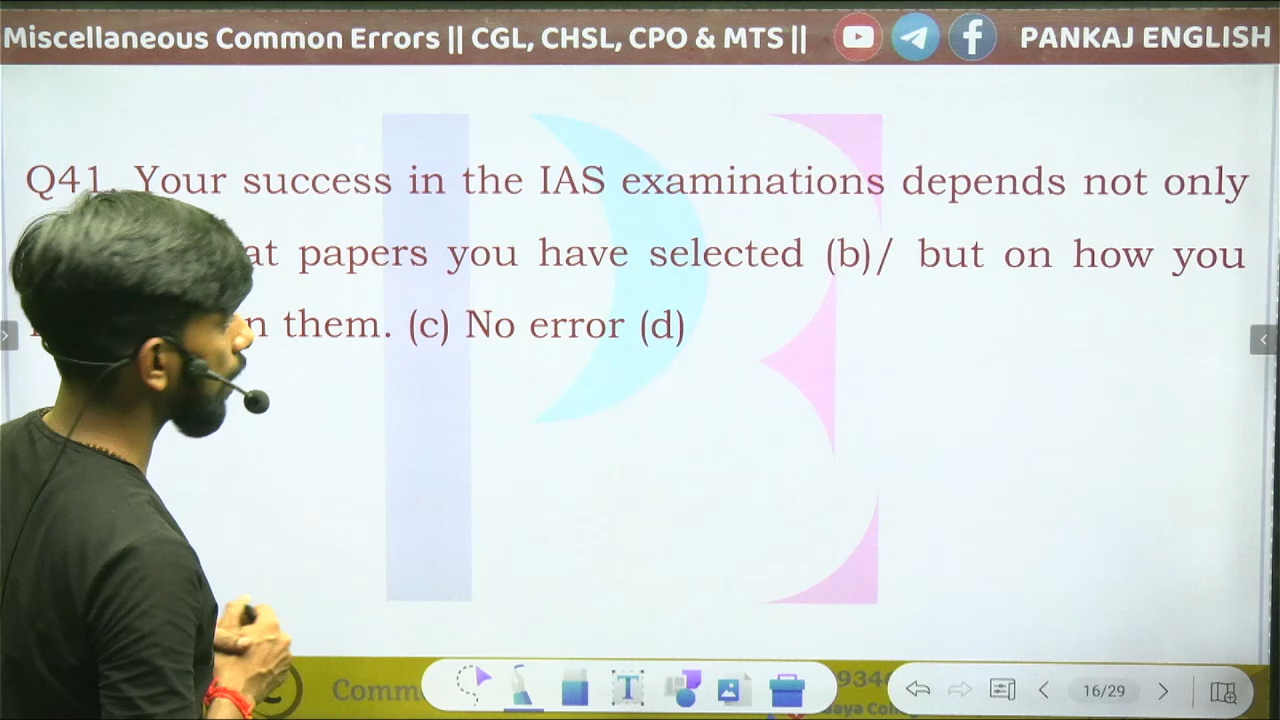 Miscellaneous Common Errors || CGL, CHSL, CPO & MTS || PANKAJ ENGLISH
Q41. Your success in the IAS examinations depends not only
papers you have selected (b)/ but on how you
them. (c) No error (d)
16/29